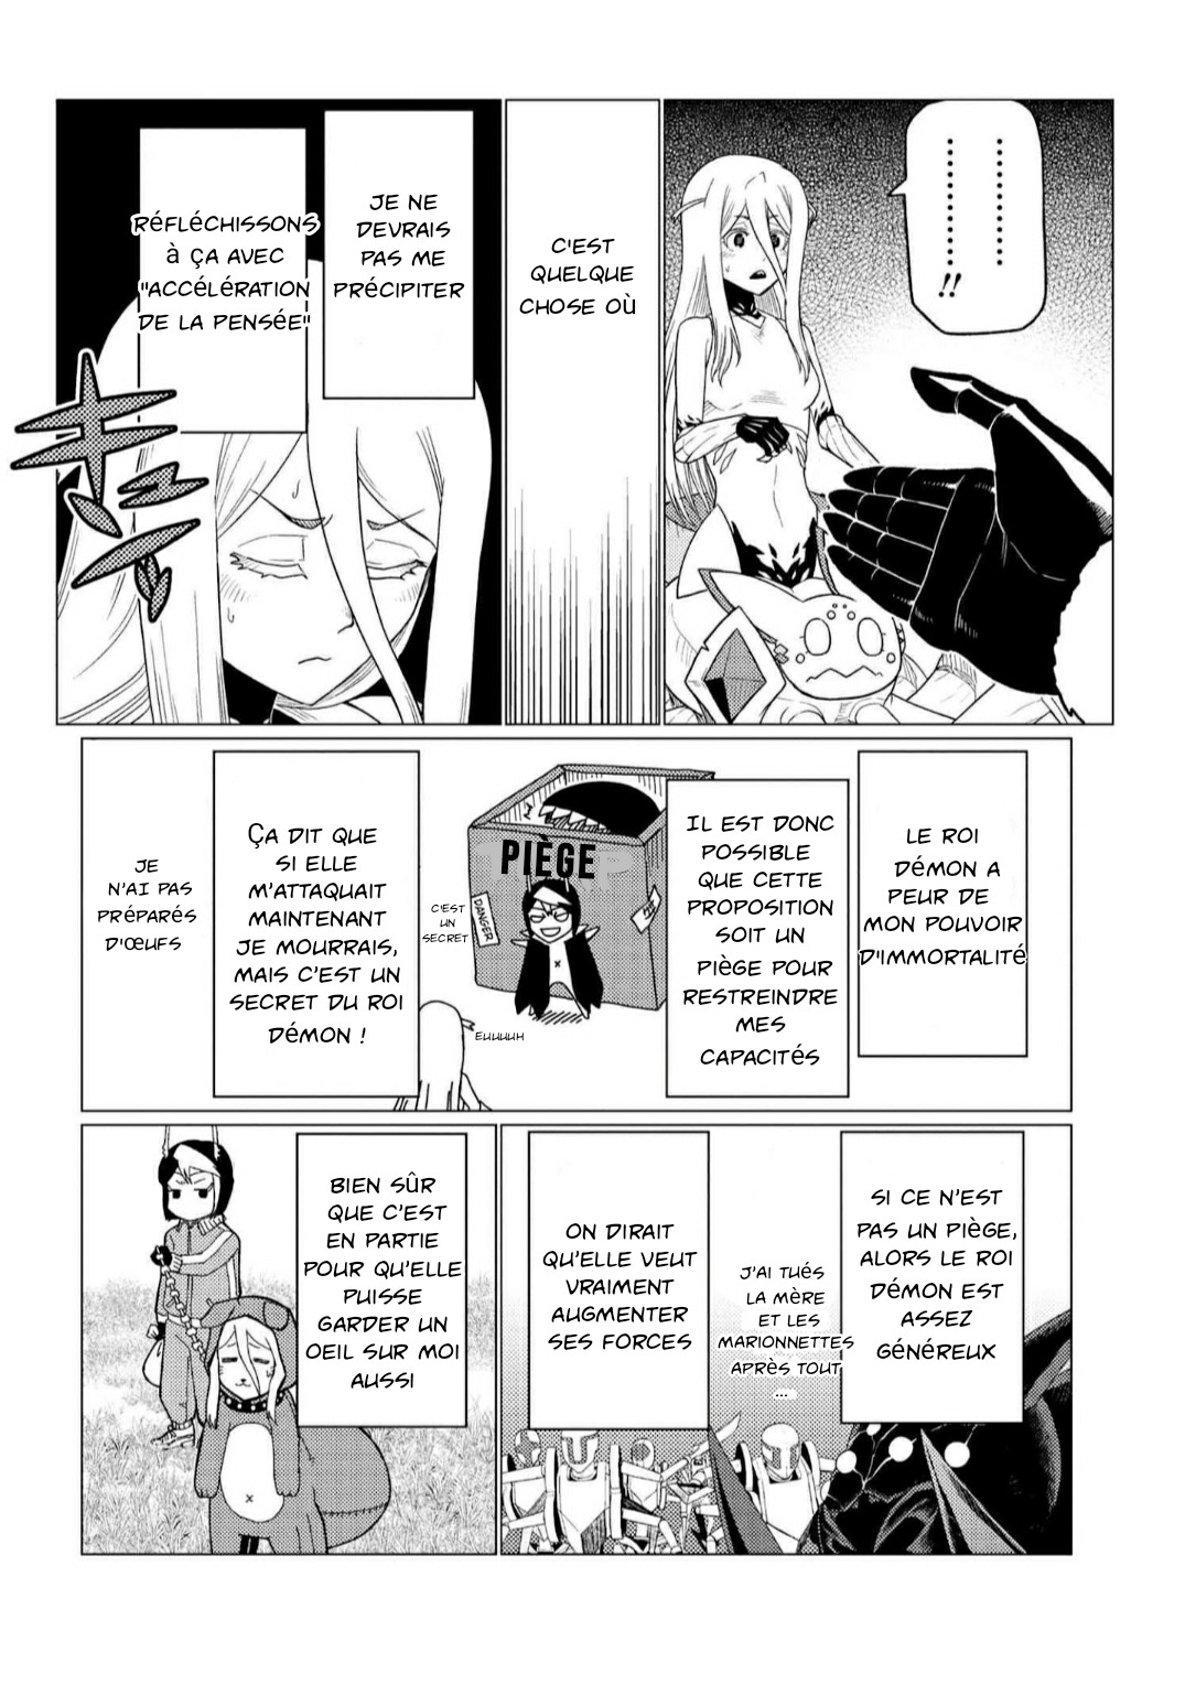 …………
…………!!
C'EST
QUELQUE
CHOSE OÙ
JE NE
DEVRAIS
PAS ME
PRÉCIPITER
RÉFLÉCHISSONS
À ÇA AVEC
"ACCÉLÉRATION
DE LA PENSÉE"
キィン
LE ROI
DÉMON A
PEUR DE
MON POUVOIR
D'IMMORTALITÉ
IL EST DONC
POSSIBLE
QUE CETTE
PROPOSITION
SOIT UN
PIÈGE POUR
RESTREINDRE
MES
CAPACITÉS
PIÈGE
DANGER
C'EST
UN
SECRET
EUUUUH
ÇA DIT QUE
SI ELLE
M'ATTAQUAIT
MAINTENANT
JE MOURRAIS,
MAIS C'EST UN
SECRET DU ROI
DÉMON !
JE
N'AI PAS
PRÉPARÉS
D'ŒUFS
SI CE N'EST
PAS UN PIÈGE,
ALORS LE ROI
DÉMON EST
ASSEZ
GÉNÉREUX
J'AI TUÉS
LA MÈRE
ET LES
MARIONNETTES
APRÈS TOUT
...
ON DIRAIT
QU'ELLE VEUT
VRAIMENT
AUGMENTER
SES FORCES
BIEN SÛR
QUE C'EST
EN PARTIE
POUR QU'ELLE
PUISSE
GARDER UN
OEIL SUR MOI
AUSSI